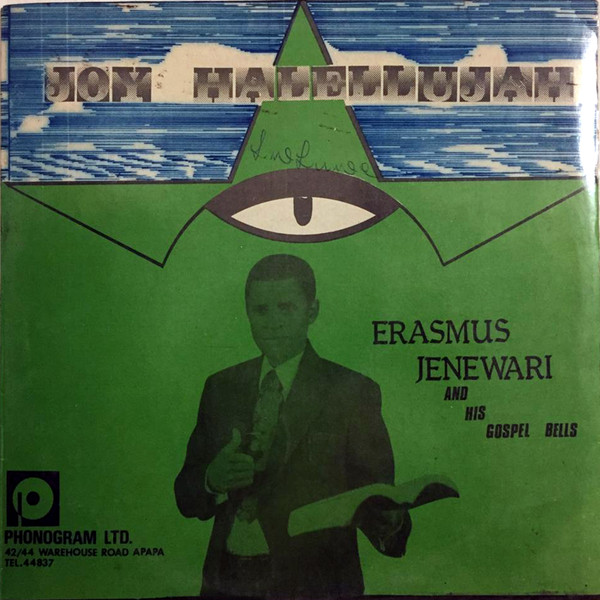 JOY HALELLUJAH
ERASMUS
JENEWARI
AND
HIS
GOSPEL BELLS
PHONOGRAM LTD.
42/44 WAREHOUSE ROAD APAPA
TEL.44837